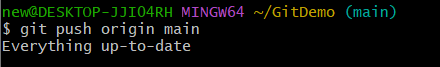 new@DESKTOP-JJIO4RH MINGW64 ~/GitDemo (main)
$ git push origin main
Everything up-to-date